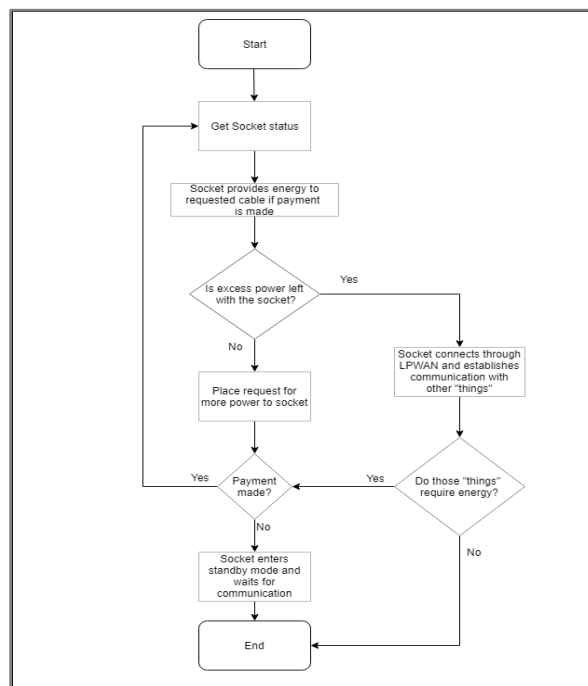 Start
Get Socket status
Socket provides energy to
requested cable if payment
is made
Is excess power left
with the socket?
Yes
No
Socket connects through
LPWAN and establishes
communication with
other "things"
Place request for
more power to socket
Yes
Payment
made?
Yes
Do those "things"
require energy?
No
No
Socket enters
standby mode and
waits for
communication
End